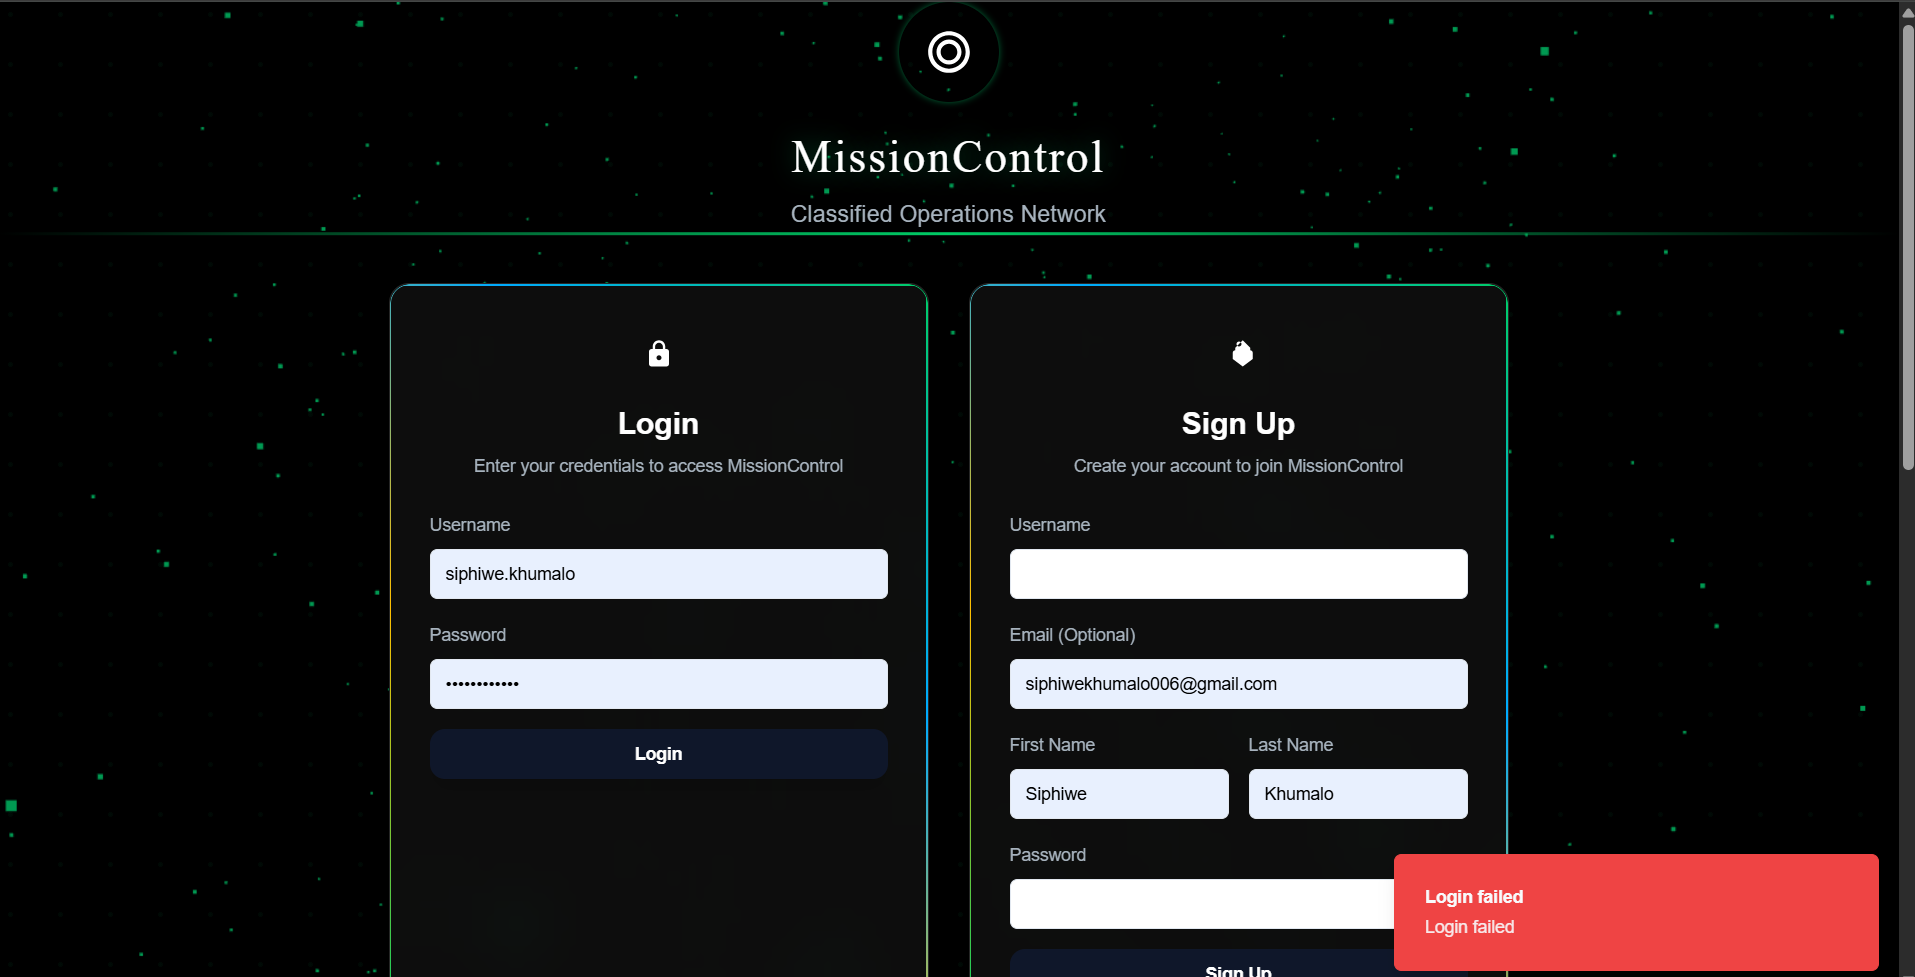 MissionControl
Classified Operations Network
Login
Enter your credentials to access MissionControl
Username
siphiwe.khumalo
Password
••••••••••••
Login
Sign Up
Create your account to join MissionControl
Username
Email (Optional)
siphiwekhumalo006@gmail.com
First Name Last Name
Siphiwe Khumalo
Password
Sign Up
Login failed
Login failed